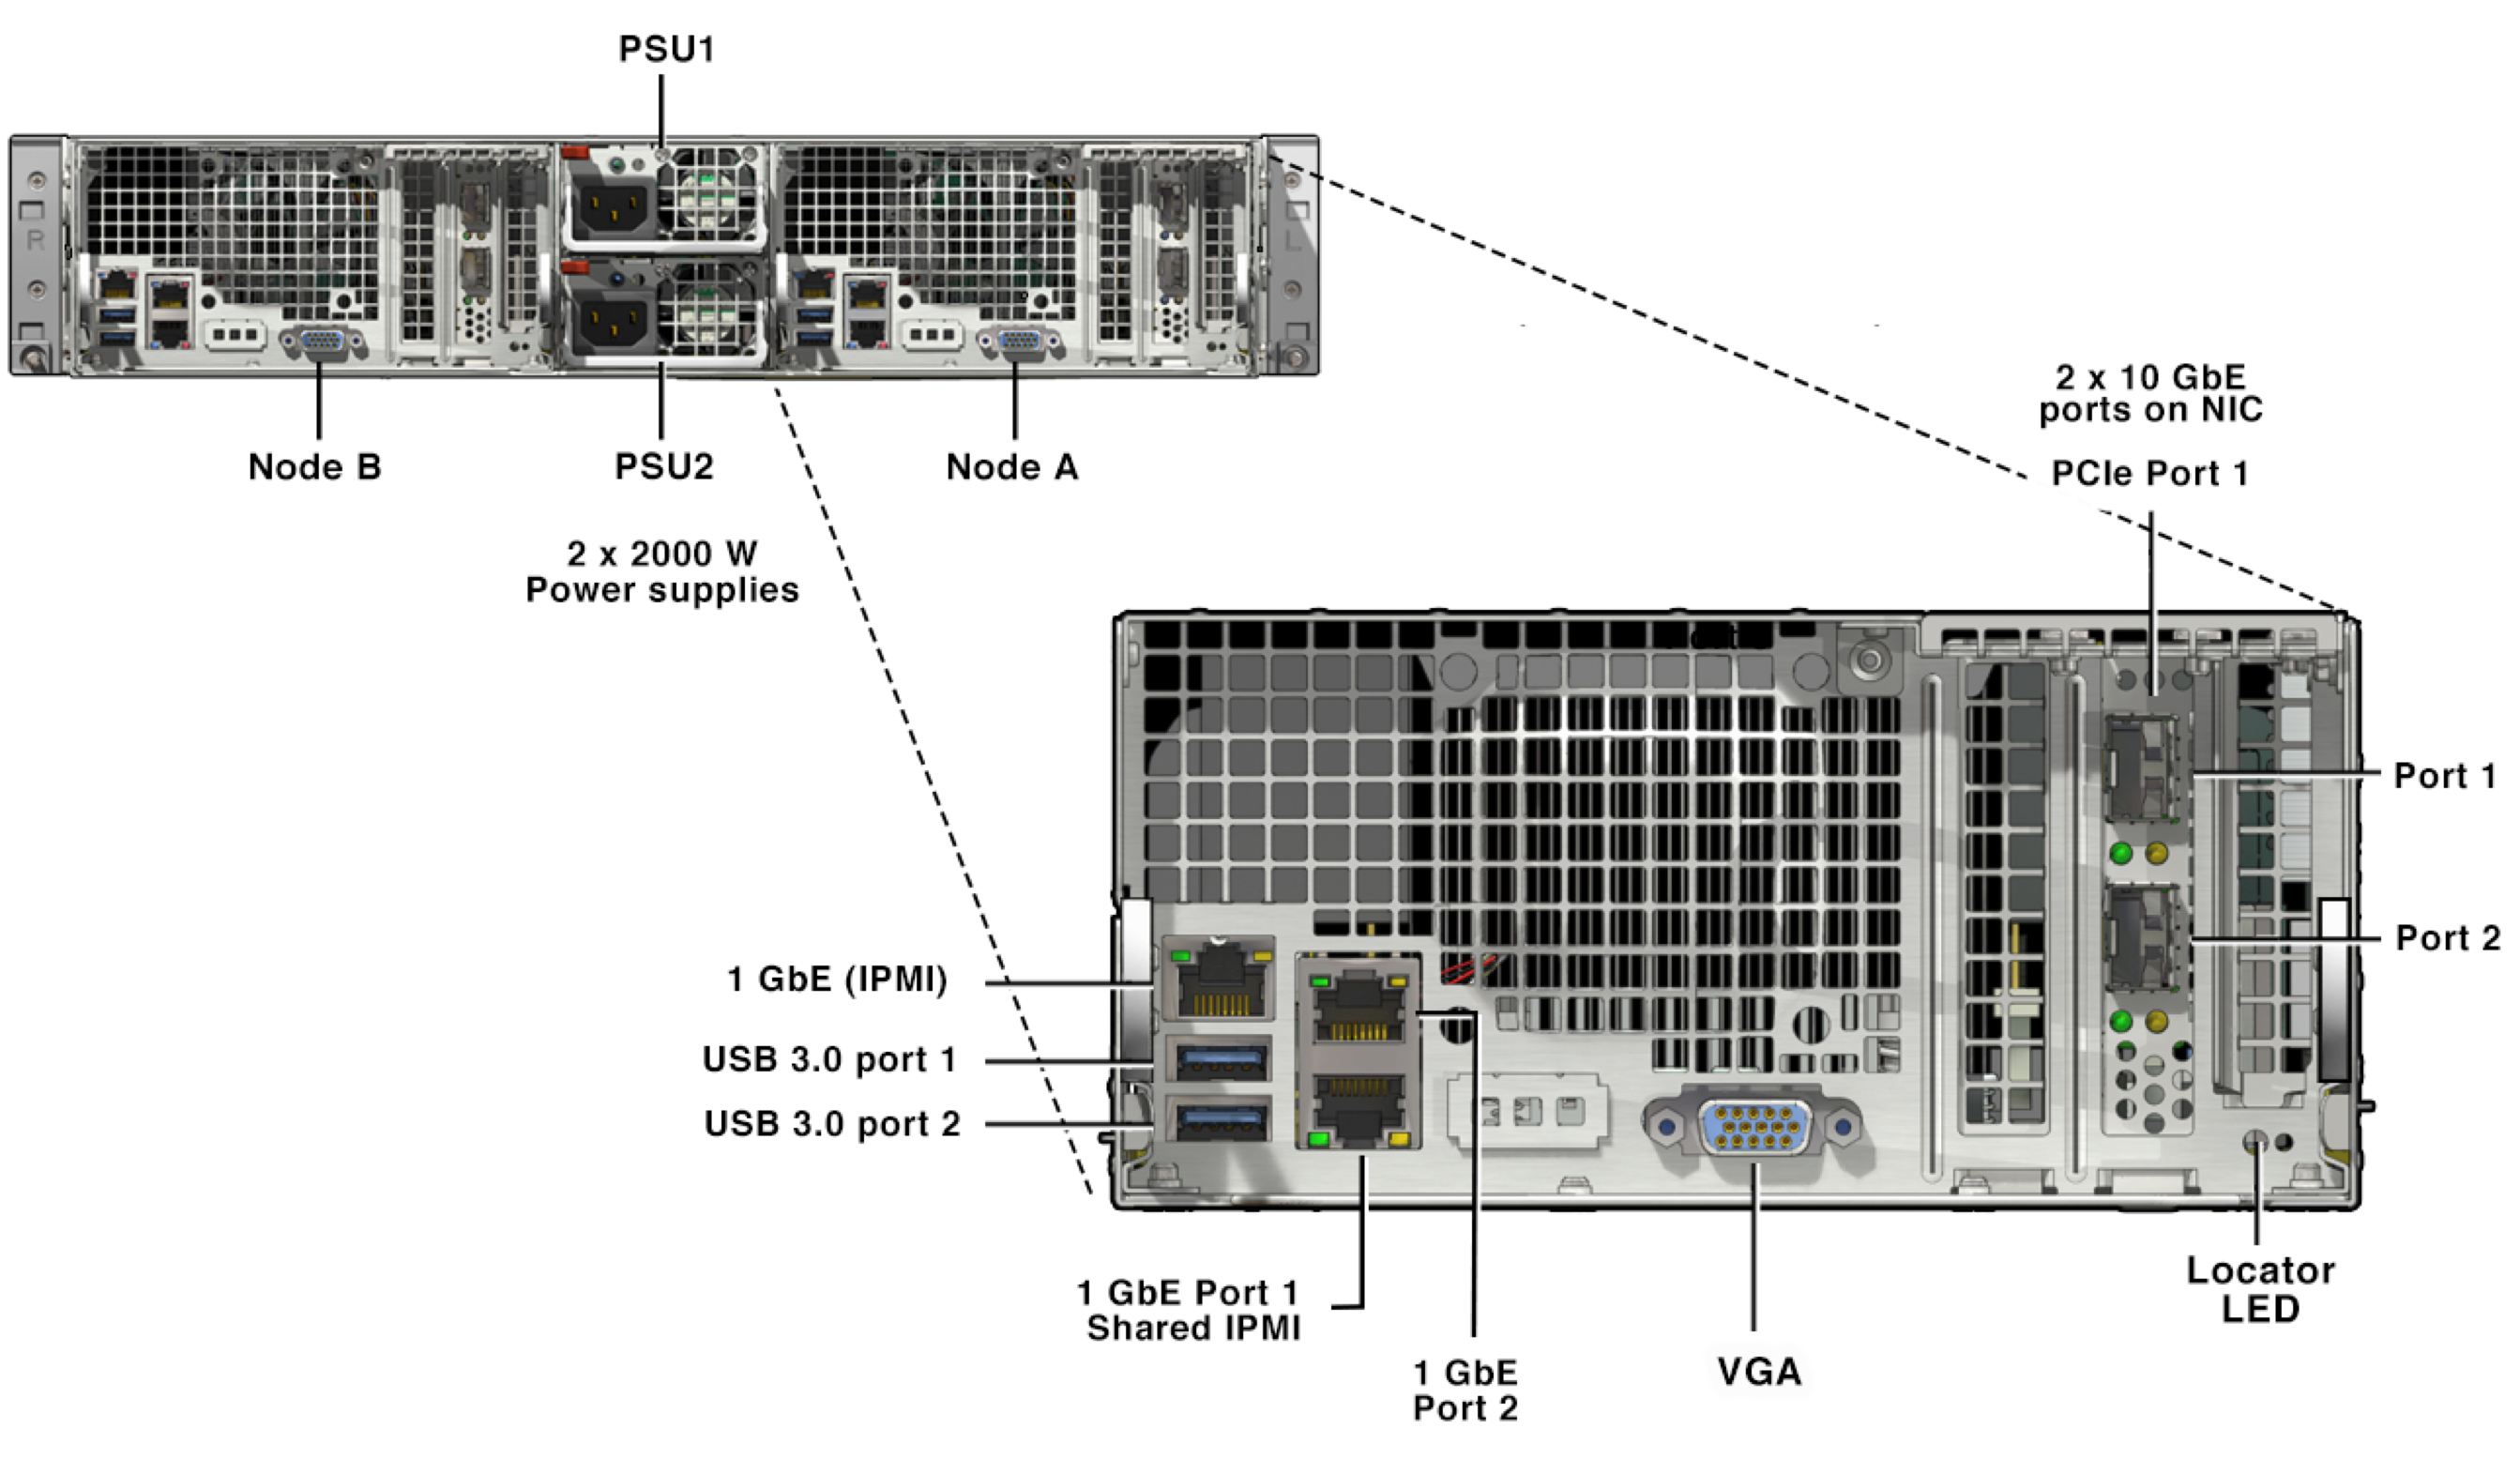 PSU1
R
L
Node B
PSU2
Node A
2 x 2000 W
Power supplies
2 x 10 GbE
ports on NIC
PCIe Port 1
Port 1
Port 2
1 GbE (IPMI)
USB 3.0 port 1
USB 3.0 port 2
1 GbE Port 1
Shared IPMI
1 GbE
Port 2
VGA
Locator
LED